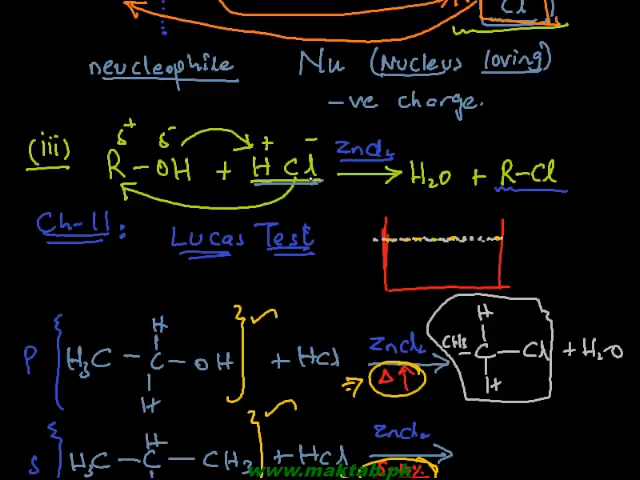 Cl
neucleophile Nu (Nucleus loving)
-ve charge.
(iii) R^δ+ - OH^δ- + H^+ Cl^- ZnCl₂ → H₂O + R-Cl
Ch-11: Lucas Test
H H
P { H₃C - C - OH } + HCl ZnCl₂ → CH₃ - C - Cl + H₂O
Δ ↑
H H
H
S { H₃C - C - CH₃ } + HCl ZnCl₂ →
www.maktab.pk